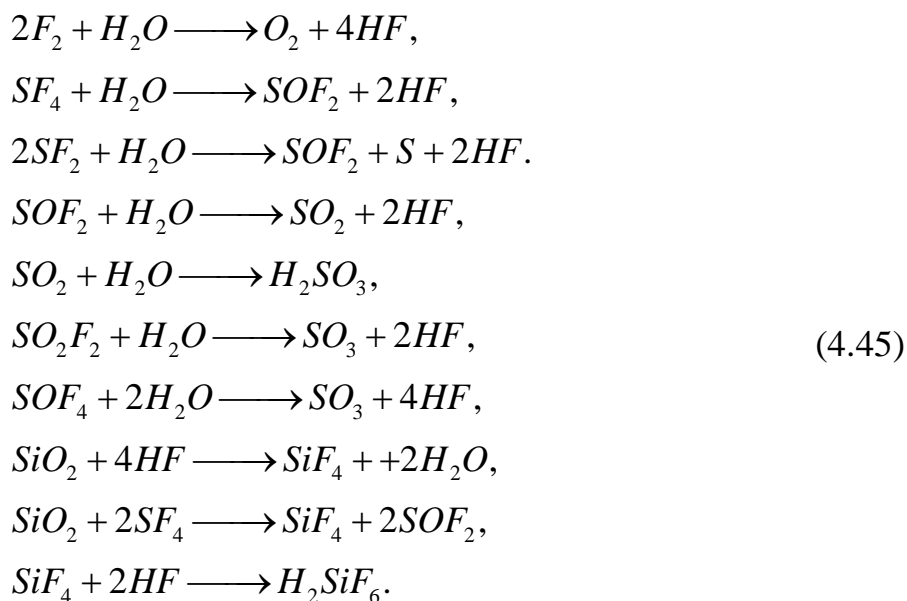 2F₂ + H₂O ⟶ O₂ + 4HF,
SF₄ + H₂O ⟶ SOF₂ + 2HF,
2SF₂ + H₂O ⟶ SOF₂ + S + 2HF.
SOF₂ + H₂O ⟶ SO₂ + 2HF,
SO₂ + H₂O ⟶ H₂SO₃,
SO₂F₂ + H₂O ⟶ SO₃ + 2HF,
(4.45)
SOF₄ + 2H₂O ⟶ SO₃ + 4HF,
SiO₂ + 4HF ⟶ SiF₄ + +2H₂O,
SiO₂ + 2SF₄ ⟶ SiF₄ + 2SOF₂,
SiF₄ + 2HF ⟶ H₂SiF₆.